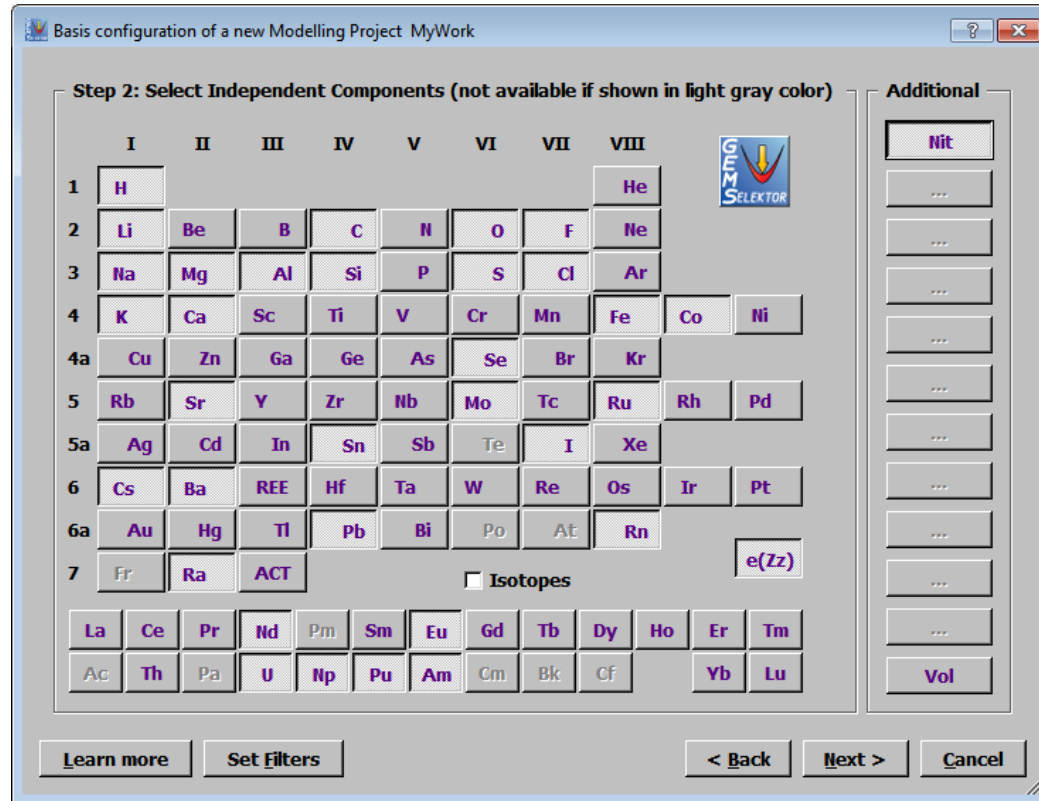 Basis configuration of a new Modelling Project MyWork
Step 2: Select Independent Components (not available if shown in light gray color)
Additional
I II III IV V VI VII VIII
GEMS SELEKTOR
Nit
1 H He
...
2 Li Be B C N O F Ne
...
3 Na Mg Al Si P S Cl Ar
...
4 K Ca Sc Ti V Cr Mn Fe Co Ni
...
4a Cu Zn Ga Ge As Se Br Kr
...
5 Rb Sr Y Zr Nb Mo Tc Ru Rh Pd
...
5a Ag Cd In Sn Sb Te I Xe
...
6 Cs Ba REE Hf Ta W Re Os Ir Pt
...
6a Au Hg Tl Pb Bi Po At Rn
...
e(Zz)
7 Fr Ra ACT Isotopes
...
La Ce Pr Nd Pm Sm Eu Gd Tb Dy Ho Er Tm
...
Ac Th Pa U Np Pu Am Cm Bk Cf Yb Lu
Vol
Learn more Set Filters < Back Next > Cancel